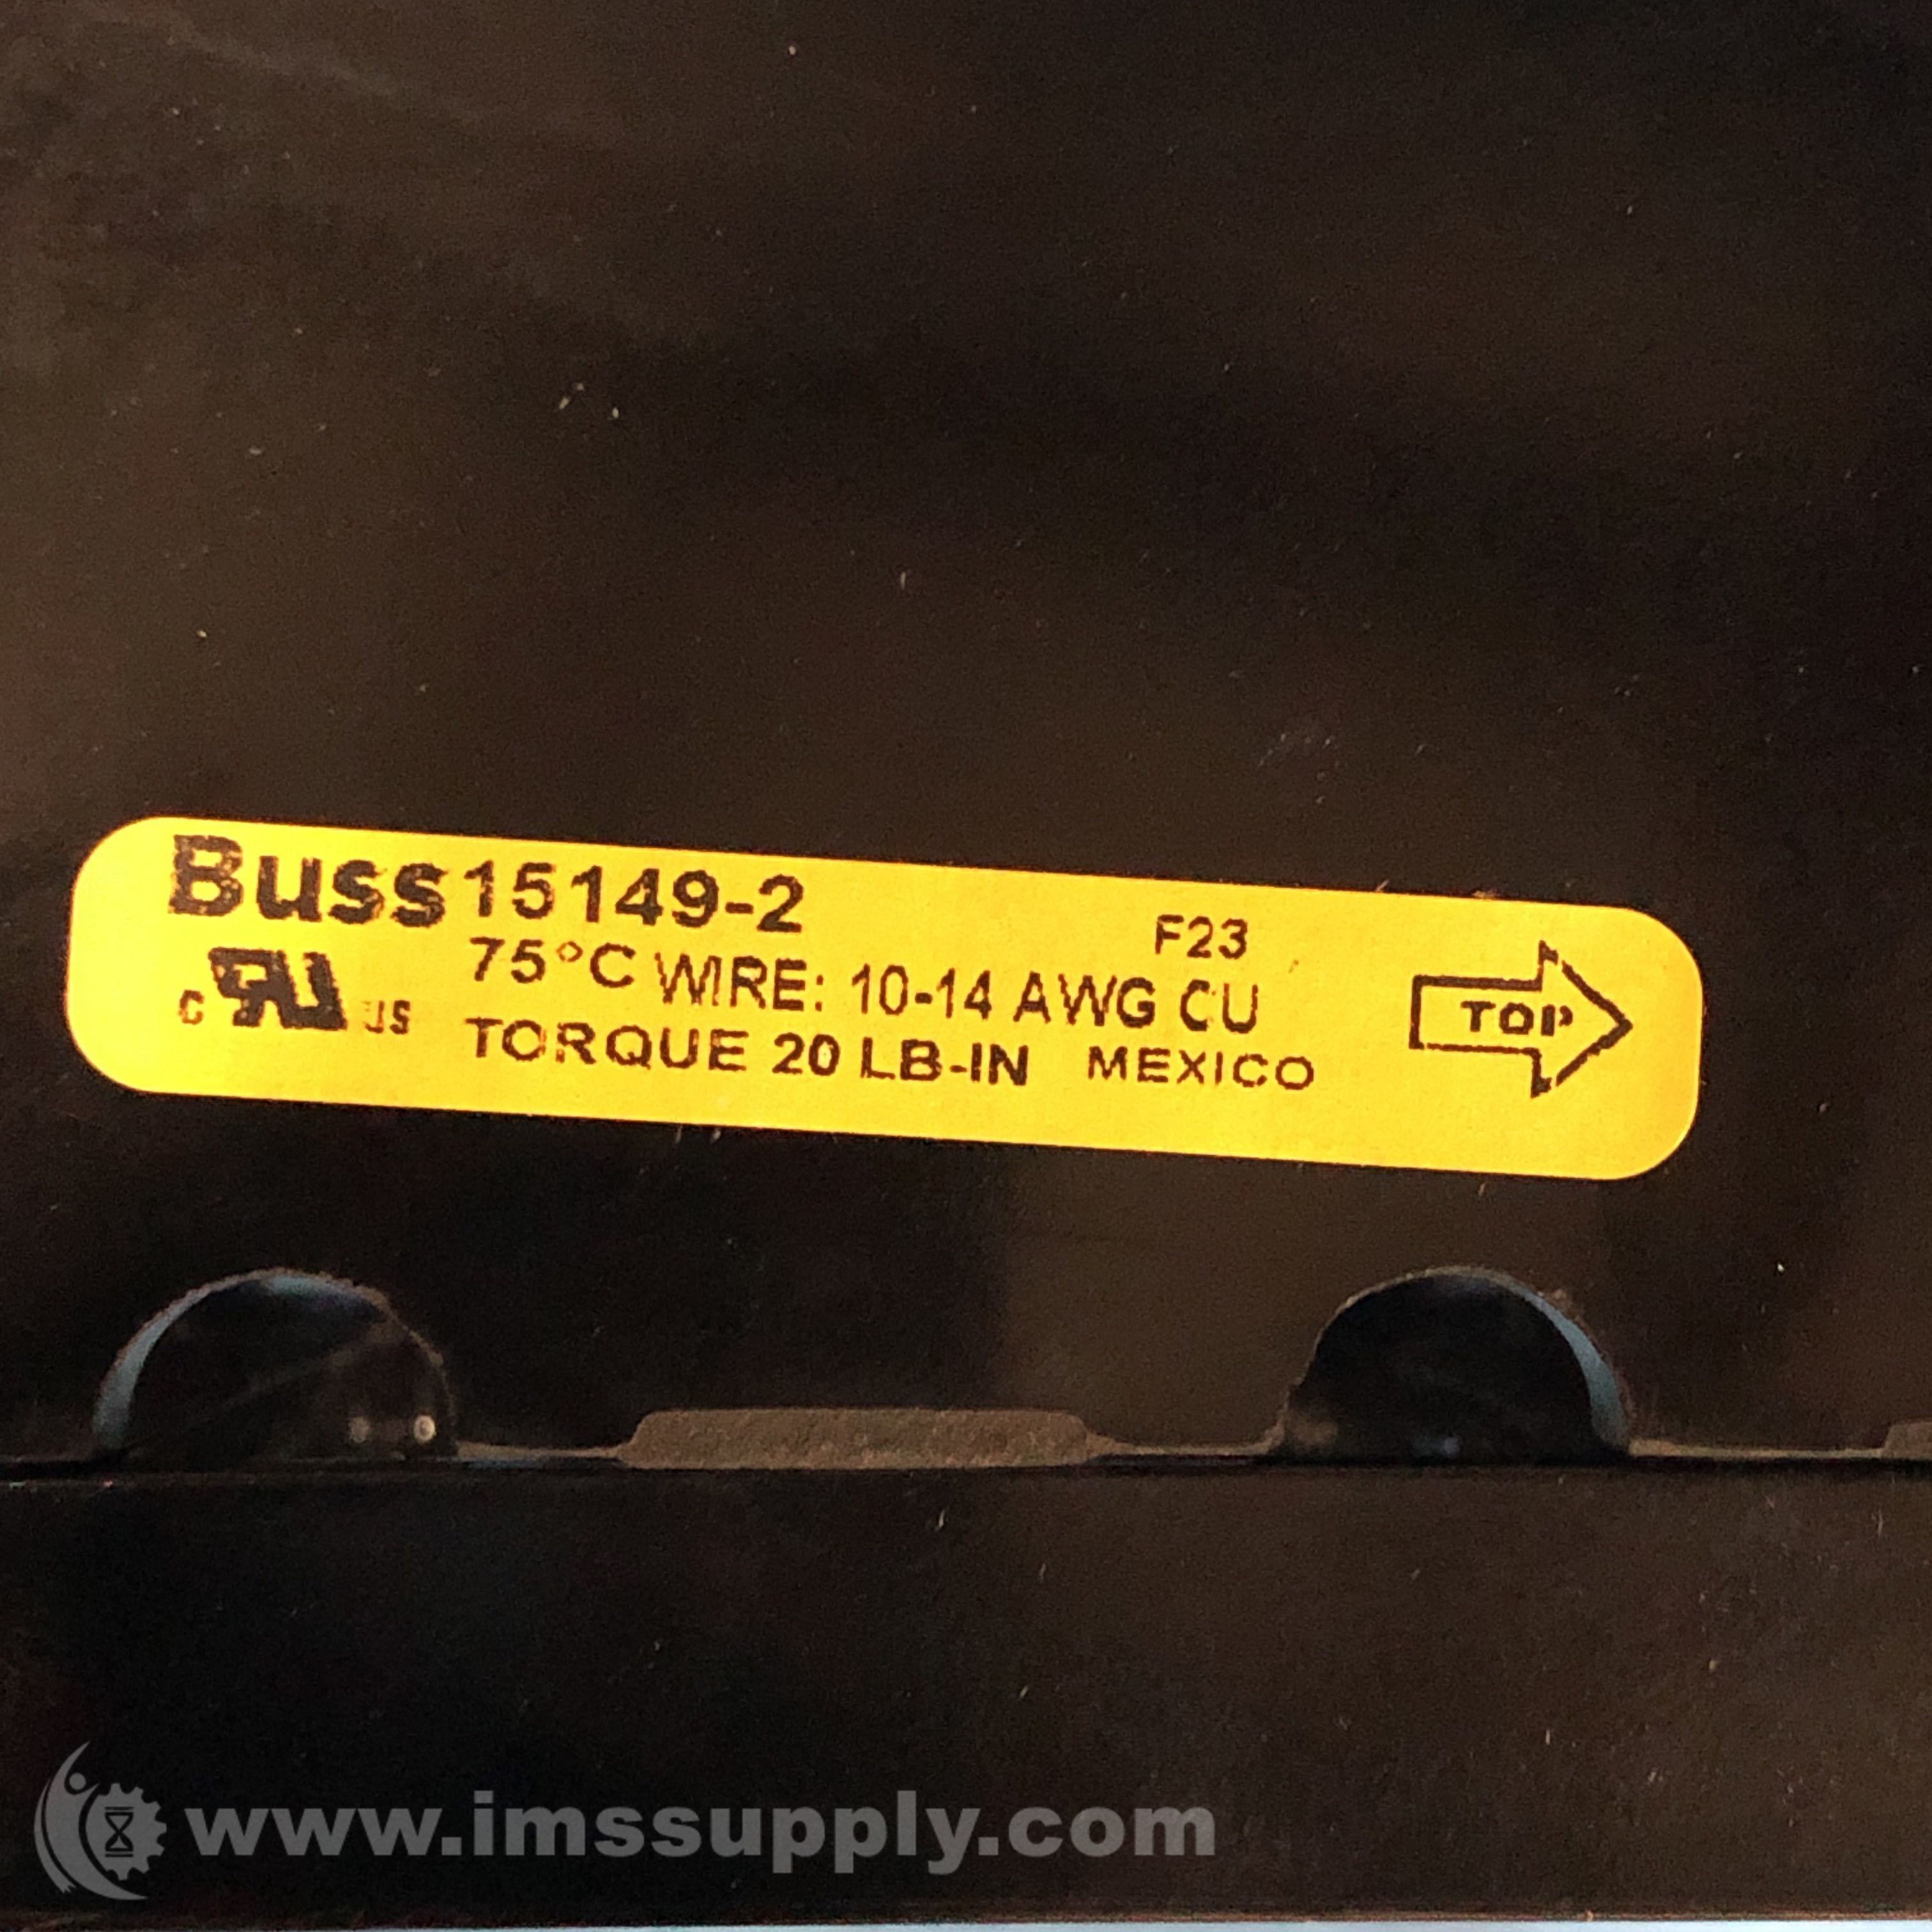 Buss 15149-2
F23
75°C WIRE: 10-14 AWG CU
C RU US
TORQUE 20 LB-IN MEXICO
TOP
www.imssupply.com